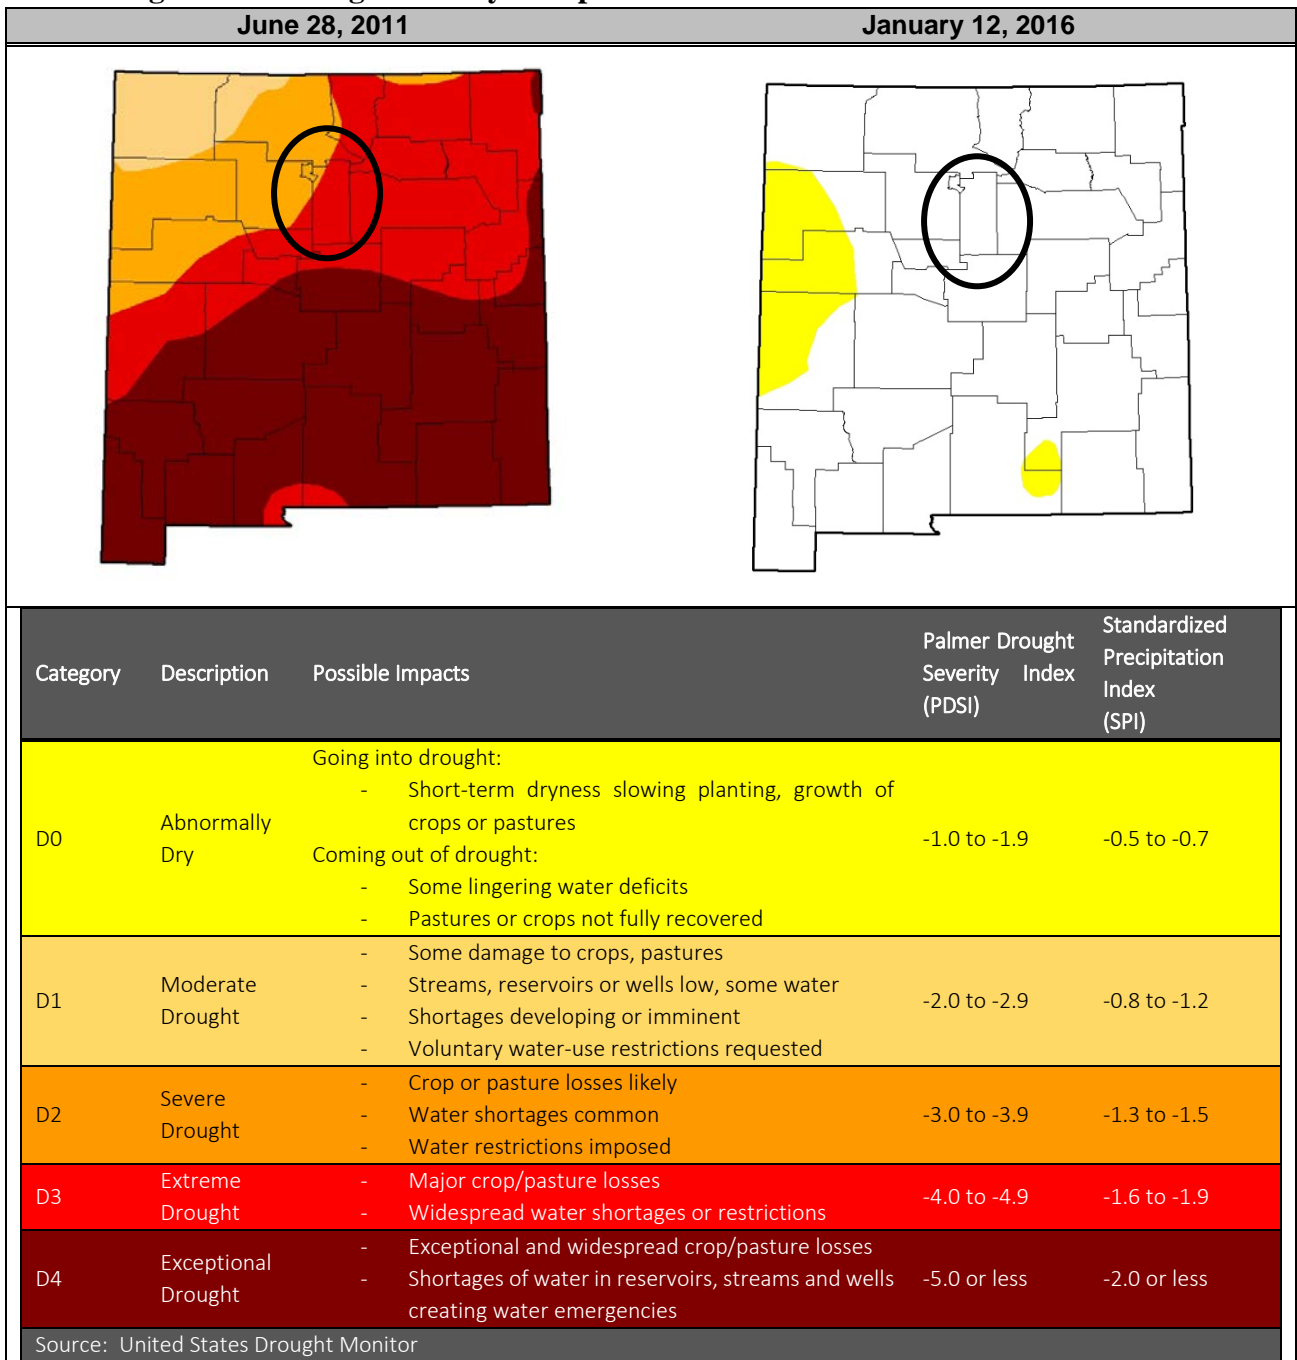 June 28, 2011
January 12, 2016
Category
Description
Possible Impacts
Palmer Drought
Severity Index
(PDSI)
Standardized
Precipitation
Index
(SPI)
D0
Abnormally
Dry
Going into drought:
- Short-term dryness slowing planting, growth of
crops or pastures
Coming out of drought:
- Some lingering water deficits
- Pastures or crops not fully recovered
-1.0 to -1.9
-0.5 to -0.7
D1
Moderate
Drought
- Some damage to crops, pastures
- Streams, reservoirs or wells low, some water
- Shortages developing or imminent
- Voluntary water-use restrictions requested
-2.0 to -2.9
-0.8 to -1.2
D2
Severe
Drought
- Crop or pasture losses likely
- Water shortages common
- Water restrictions imposed
-3.0 to -3.9
-1.3 to -1.5
D3
Extreme
Drought
- Major crop/pasture losses
- Widespread water shortages or restrictions
-4.0 to -4.9
-1.6 to -1.9
D4
Exceptional
Drought
- Exceptional and widespread crop/pasture losses
- Shortages of water in reservoirs, streams and wells
creating water emergencies
-5.0 or less
-2.0 or less
Source: United States Drought Monitor